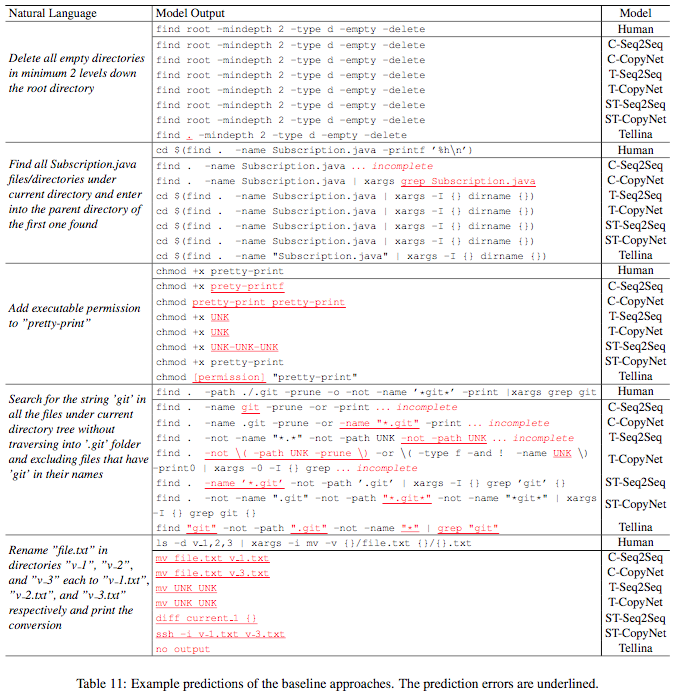 Natural Language Model Output Model
Delete all empty directories
in minimum 2 levels down
the root directory
find root -mindepth 2 -type d -empty -delete Human
find root -mindepth 2 -type d -empty -delete C-Seq2Seq
find root -mindepth 2 -type d -empty -delete C-CopyNet
find root -mindepth 2 -type d -empty -delete T-Seq2Seq
find root -mindepth 2 -type d -empty -delete T-CopyNet
find root -mindepth 2 -type d -empty -delete ST-Seq2Seq
find root -mindepth 2 -type d -empty -delete ST-CopyNet
find . -mindepth 2 -type d -empty -delete Tellina
Find all Subscription.java
files/directories under
current directory and enter
into the parent directory of
the first one found
cd $(find . -name Subscription.java -printf '%h\n') Human
find . -name Subscription.java ... incomplete C-Seq2Seq
find . -name Subscription.java | xargs grep Subscription.java C-CopyNet
cd $(find . -name Subscription.java | xargs -I {} dirname {}) T-Seq2Seq
cd $(find . -name Subscription.java | xargs -I {} dirname {}) T-CopyNet
cd $(find . -name Subscription.java | xargs -I {} dirname {}) ST-Seq2Seq
cd $(find . -name Subscription.java | xargs -I {} dirname {}) ST-CopyNet
cd $(find . -name "Subscription.java" | xargs -I {} dirname {}) Tellina
Add executable permission
to "pretty-print"
chmod +x pretty-print Human
chmod +x prety-printf C-Seq2Seq
chmod pretty-print pretty-print C-CopyNet
chmod +x UNK T-Seq2Seq
chmod +x UNK T-CopyNet
chmod +x UNK-UNK-UNK ST-Seq2Seq
chmod +x pretty-print ST-CopyNet
chmod [permission] "pretty-print" Tellina
Search for the string 'git' in
all the files under current
directory tree without
traversing into '.git' folder
and excluding files that have
'git' in their names
find . -path ./.git -prune -o -not -name '*git*' -print |xargs grep git Human
find . -name git -prune -or -print ... incomplete C-Seq2Seq
find . -name .git -prune -or -name "*.git" -print ... incomplete C-CopyNet
find . -not -name "*.*" -not -path UNK -not -path UNK ... incomplete T-Seq2Seq
find . -not \( -path UNK -prune \) -or \( -type f -and ! -name UNK \)
-print0 | xargs -0 -I {} grep ... incomplete T-CopyNet
find . -name '*.git' -not-path '.git' | xargs -I {} grep 'git' {} ST-Seq2Seq
find . -name ".git" -not-path "*.git*" -not-name "*git*" | xargs
-I {} grep git {} ST-CopyNet
find "git" -not-path ".git" -not-name "*" | grep "git" Tellina
Rename "file.txt" in
directories "v_1", "v_2",
and "v_3" each to "v_1.txt",
"v_2.txt", and "v_3.txt"
respectively and print the
conversion
ls -d v_1,2,3 | xargs -i mv -v {}/file.txt {}/{}.txt Human
mv file.txt v_1.txt C-Seq2Seq
mv file.txt v_3.txt C-CopyNet
mv UNK UNK T-Seq2Seq
mv UNK UNK T-CopyNet
diff current_1 {} ST-Seq2Seq
ssh -i v_1.txt v_3.txt ST-CopyNet
no output Tellina
Table 11: Example predictions of the baseline approaches. The prediction errors are underlined.